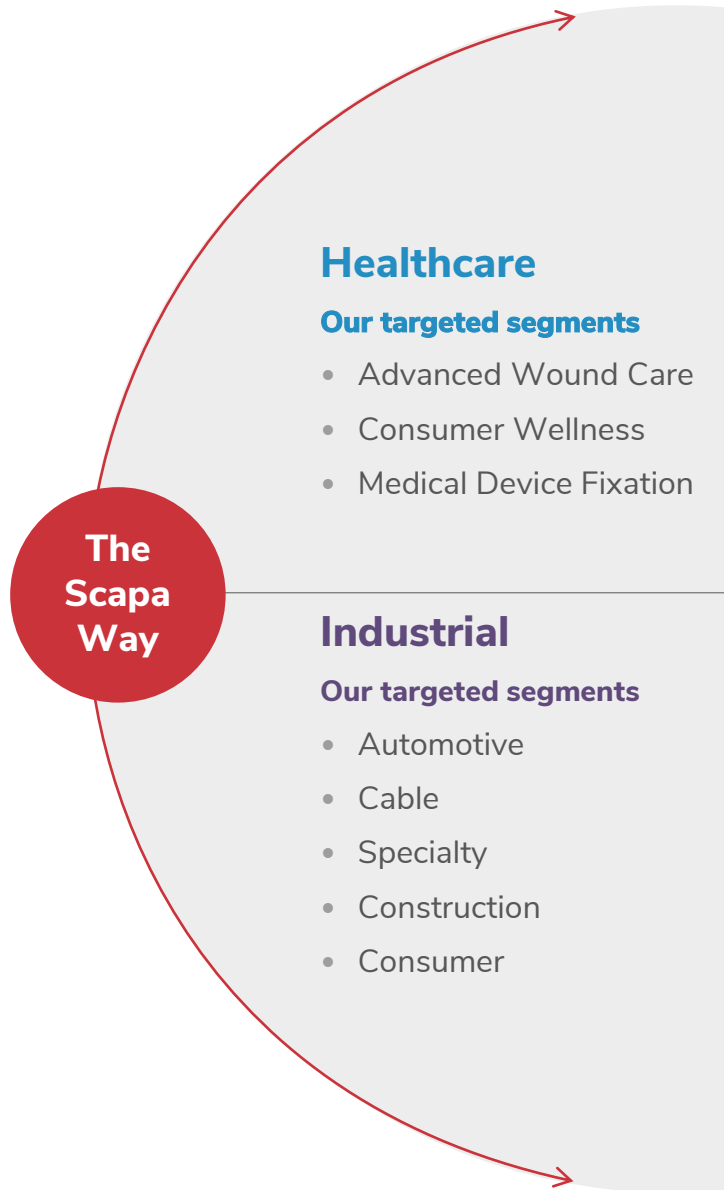 Healthcare
Our targeted segments
• Advanced Wound Care
• Consumer Wellness
• Medical Device Fixation
The
Scapa
Way
Industrial
Our targeted segments
• Automotive
• Cable
• Specialty
• Construction
• Consumer